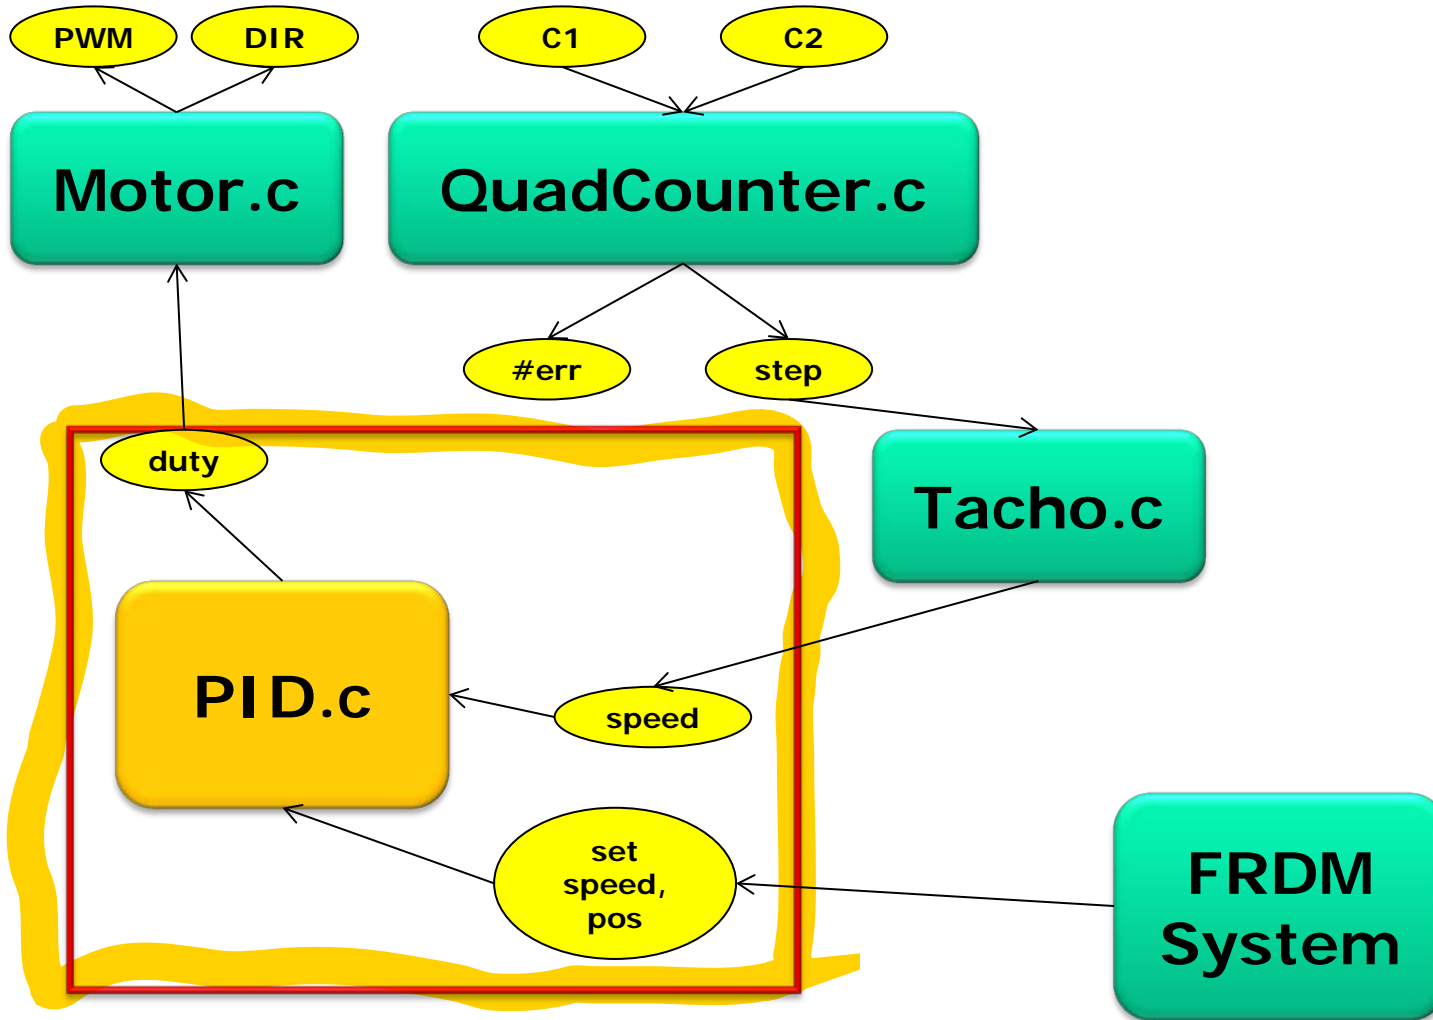 PWM
DIR
C1
C2
Motor.c
QuadCounter.c
#err
step
duty
Tacho.c
PID.c
speed
set
speed,
pos
FRDM
System